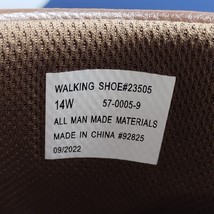 WALKING SHOE#23505
14W 57-0005-9
ALL MAN MADE MATERIALS
MADE IN CHINA #92825
09/2022